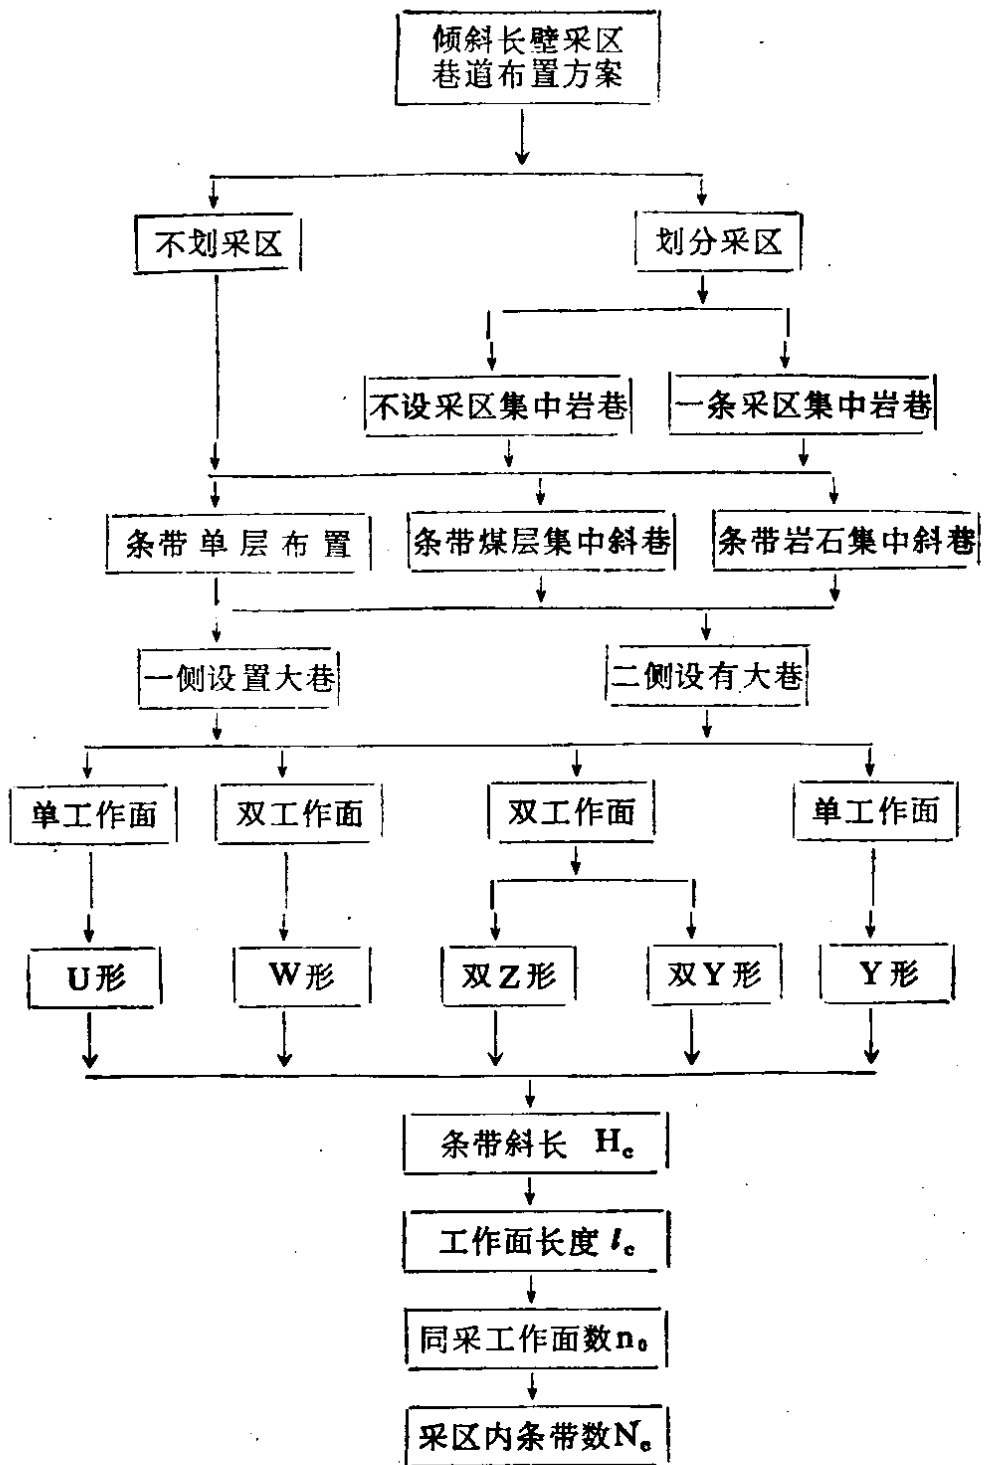 倾斜长壁采区
巷道布置方案
不划采区
划分采区
不设采区集中岩巷
一条采区集中岩巷
条带单层布置
条带煤层集中斜巷
条带岩石集中斜巷
一侧设置大巷
二侧设有大巷
单工作面
双工作面
双工作面
单工作面
U形
W形
双Z形
双Y形
Y形
条带斜长 Hc
工作面长度 lc
同采工作面数n₀
采区内条带数Nc